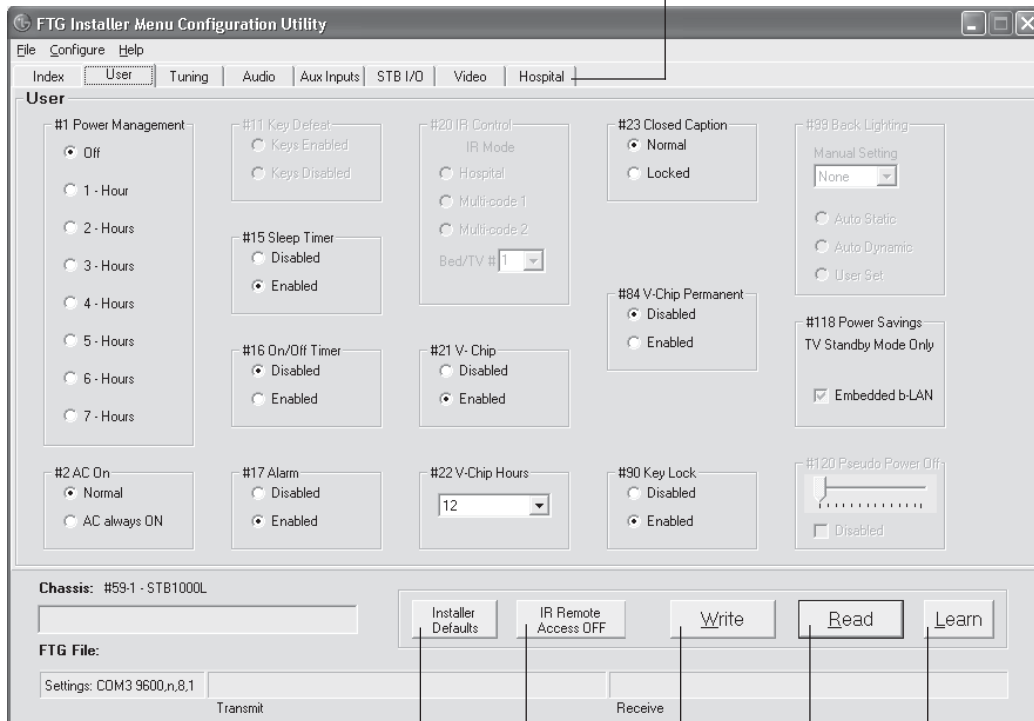 FTG Installer Menu Configuration Utility
File Configure Help
Index User Tuning Audio Aux Inputs STB I/O Video Hospital
User
#1 Power Management
Off
1 - Hour
2 - Hours
3 - Hours
4 - Hours
5 - Hours
6 - Hours
7 - Hours
#2 AC On
Normal
AC always ON
#11 Key Defeat
Keys Enabled
Keys Disabled
#15 Sleep Timer
Disabled
Enabled
#16 On/Off Timer
Disabled
Enabled
#17 Alarm
Disabled
Enabled
#20 IR Control
IR Mode
Hospital
Multi-code 1
Multi-code 2
Bed/TV # 1
#21 V- Chip
Disabled
Enabled
#22 V-Chip Hours
12
#23 Closed Caption
Normal
Locked
#84 V-Chip Permanent
Disabled
Enabled
#90 Key Lock
Disabled
Enabled
#99 Back Lighting
Manual Setting
None
Auto Static
Auto Dynamic
User Set
#118 Power Savings
TV Standby Mode Only
Embedded b-LAN
#120 Pseudo Power Off
Disabled
Chassis: #59-1 - STB1000L
FTG File:
Installer
Defaults
IR Remote
Access OFF
Write
Read
Learn
Settings: COM3 9600,n,8,1
Transmit
Receive